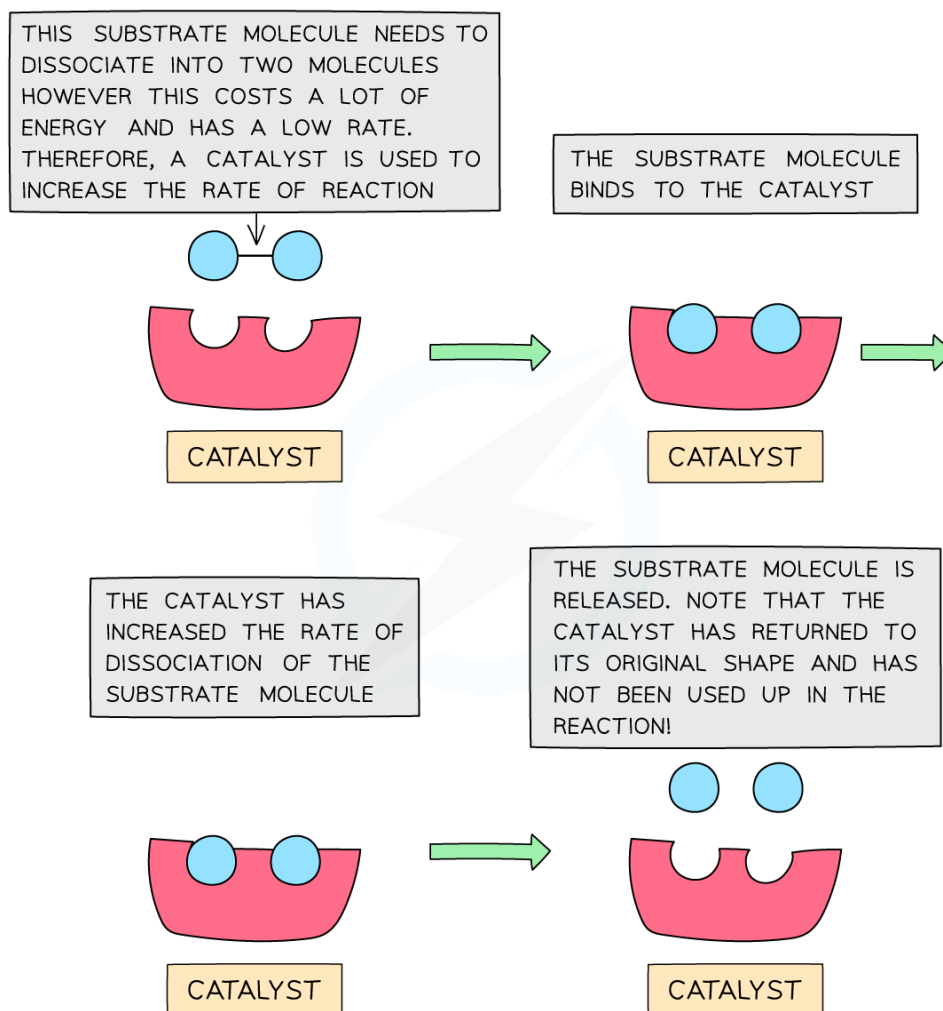 THIS SUBSTRATE MOLECULE NEEDS TO
DISSOCIATE INTO TWO MOLECULES
HOWEVER THIS COSTS A LOT OF
ENERGY AND HAS A LOW RATE.
THEREFORE, A CATALYST IS USED TO
INCREASE THE RATE OF REACTION
THE SUBSTRATE MOLECULE
BINDS TO THE CATALYST
CATALYST
CATALYST
THE CATALYST HAS
INCREASED THE RATE OF
DISSOCIATION OF THE
SUBSTRATE MOLECULE
THE SUBSTRATE MOLECULE IS
RELEASED. NOTE THAT THE
CATALYST HAS RETURNED TO
ITS ORIGINAL SHAPE AND HAS
NOT BEEN USED UP IN THE
REACTION!
CATALYST
CATALYST